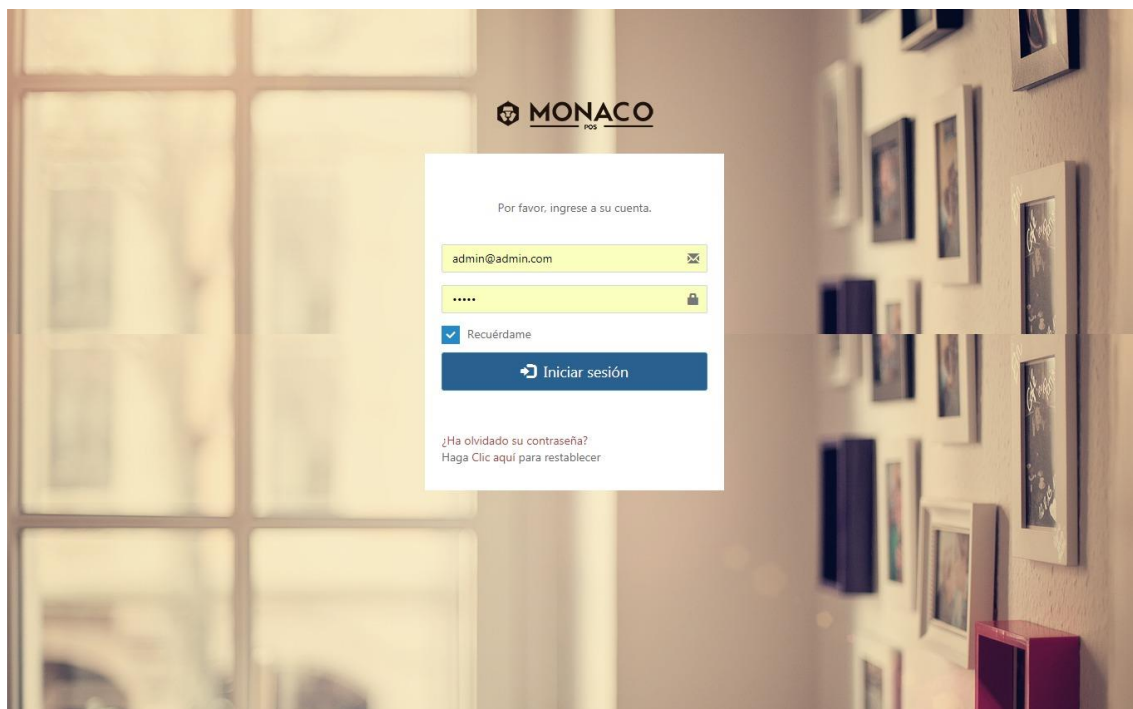 MONACO
POS
Por favor, ingrese a su cuenta.
admin@admin.com
•••••
Recuérdame
Iniciar sesión
¿Ha olvidado su contraseña?
Haga Clic aquí para restablecer